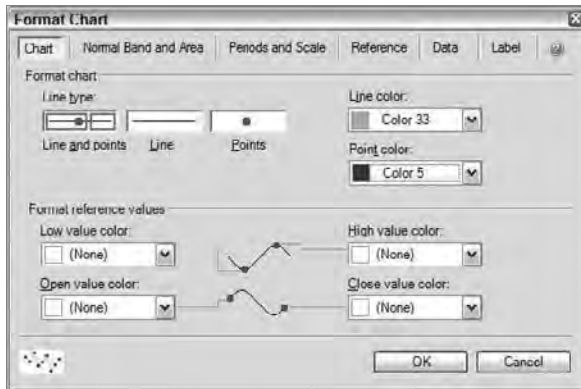 Format Chart
Chart Normal Band and Area Periods and Scale Reference Data Label
Format chart
Line type:
Line and points Line Points
Line color:
Color 33
Point color:
Color 5
Format reference values
Low value color:
(None)
High value color:
(None)
Open value color:
(None)
Close value color:
(None)
OK Cancel